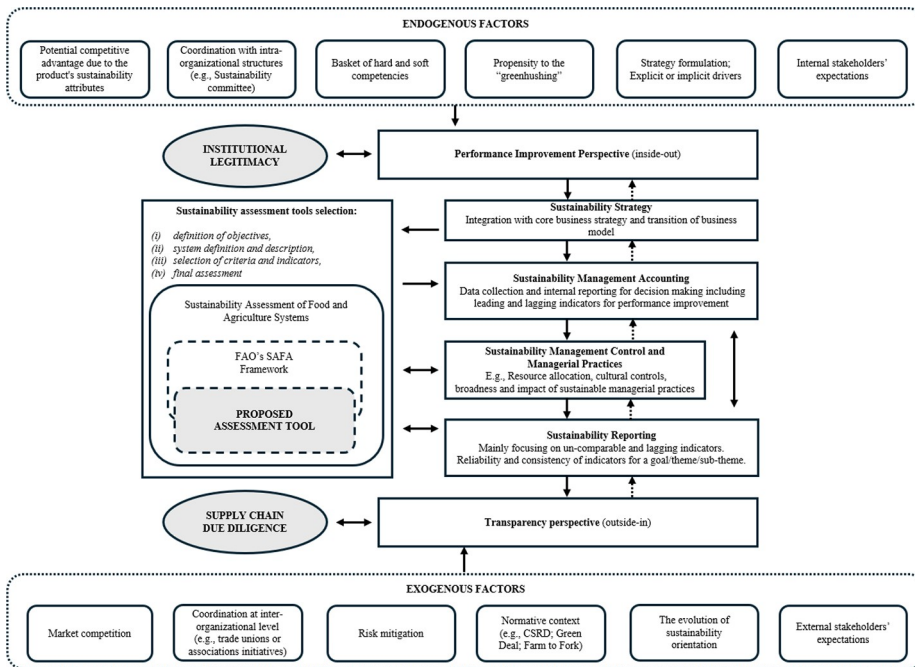 ENDOGENOUS FACTORS
Potential competitive
advantage due to the
product's sustainability
attributes
Coordination with intra-
organizational structures
(e.g., Sustainability
committee)
Basket of hard and soft
competencies
Propensity to the
“greenhushing”
Strategy formulation;
Explicit or implicit drivers
Internal stakeholders’
expectations
INSTITUTIONAL
LEGITIMACY
Performance Improvement Perspective (inside-out)
Sustainability assessment tools selection:
(i) definition of objectives,
(ii) system definition and description,
(iii) selection of criteria and indicators,
(iv) final assessment
Sustainability Assessment of Food and
Agriculture Systems
FAO’s SAFA
Framework
PROPOSED
ASSESSMENT TOOL
Sustainability Strategy
Integration with core business strategy and transition of business
model
Sustainability Management Accounting
Data collection and internal reporting for decision making including
leading and lagging indicators for performance improvement
Sustainability Management Control and
Managerial Practices
E.g., Resource allocation, cultural controls,
broadness and impact of sustainable managerial practices
Sustainability Reporting
Mainly focusing on un-comparable and lagging indicators.
Reliability and consistency of indicators for a goal/theme/sub-theme.
SUPPLY CHAIN
DUE DILIGENCE
Transparency perspective (outside-in)
EXOGENOUS FACTORS
Market competition
Coordination at inter-
organizational level
(e.g., trade unions or
associations initiatives)
Risk mitigation
Normative context
(e.g., CSRD; Green
Deal; Farm to Fork)
The evolution of
sustainability
orientation
External stakeholders’
expectations